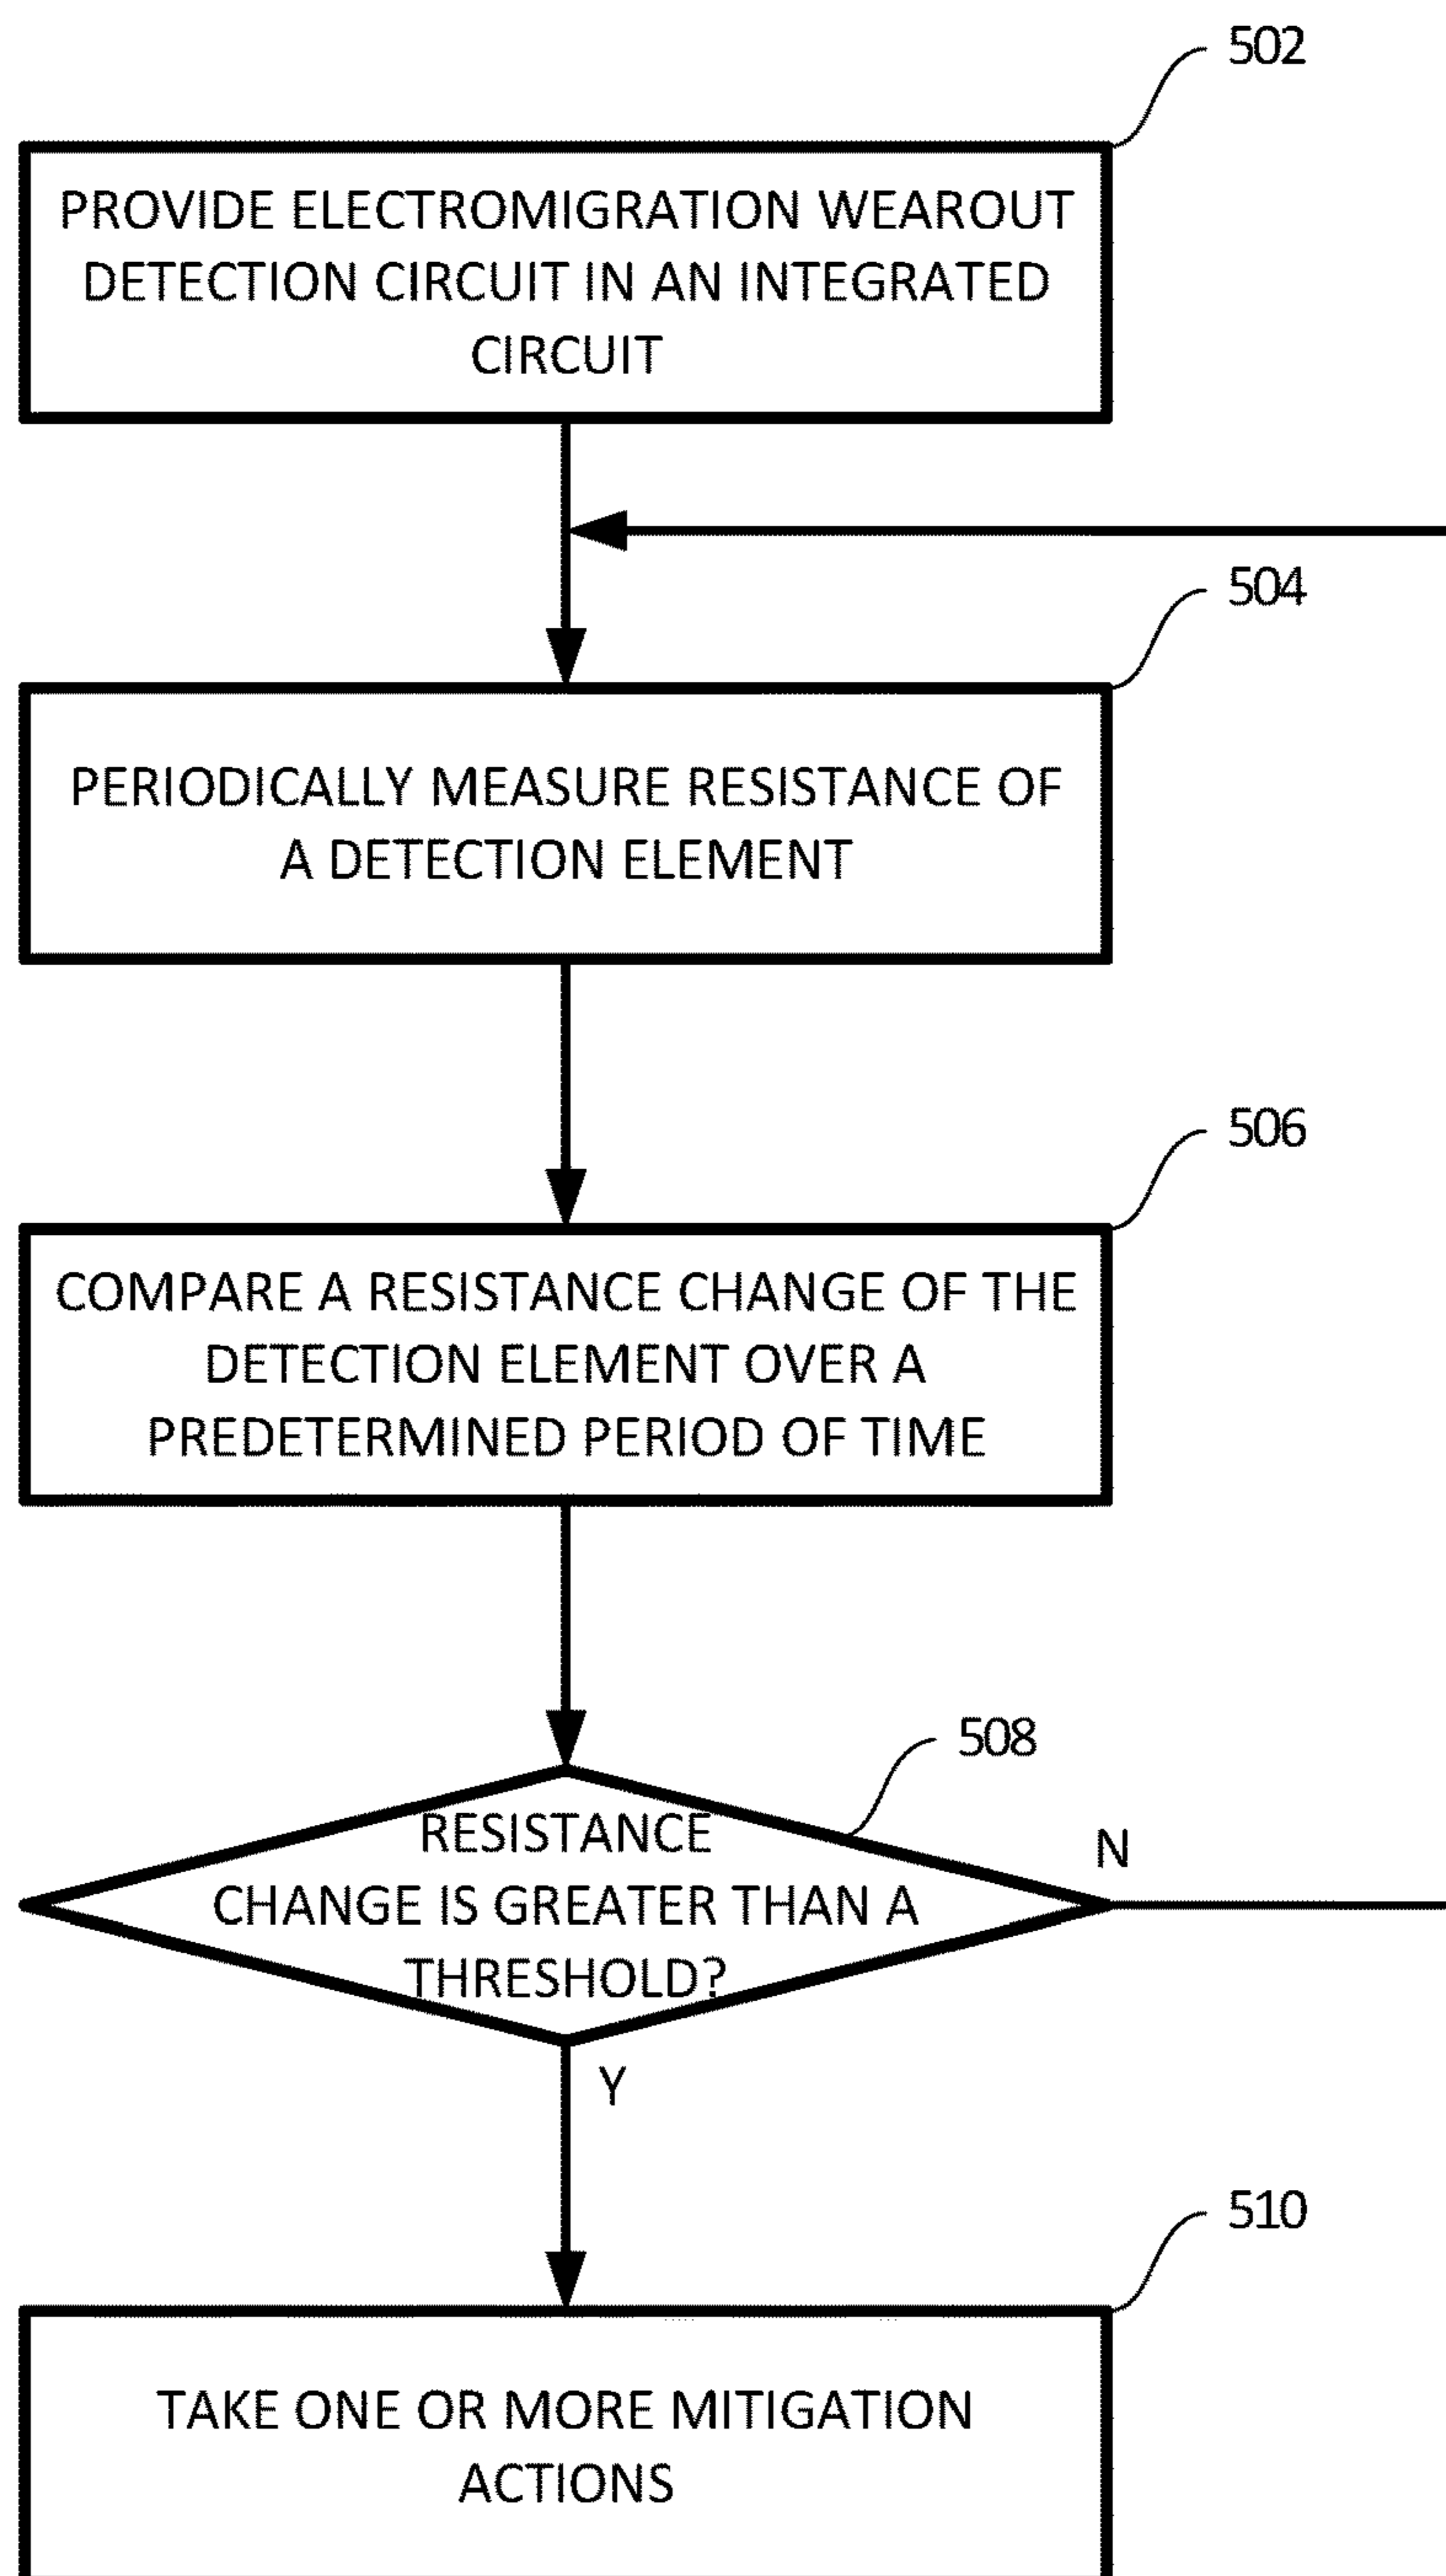 502
PROVIDE ELECTROMIGRATION WEAROUT
DETECTION CIRCUIT IN AN INTEGRATED
CIRCUIT
504
PERIODICALLY MEASURE RESISTANCE OF
A DETECTION ELEMENT
506
COMPARE A RESISTANCE CHANGE OF THE
DETECTION ELEMENT OVER A
PREDETERMINED PERIOD OF TIME
508
RESISTANCE
CHANGE IS GREATER THAN A
THRESHOLD?
N
Y
510
TAKE ONE OR MORE MITIGATION
ACTIONS